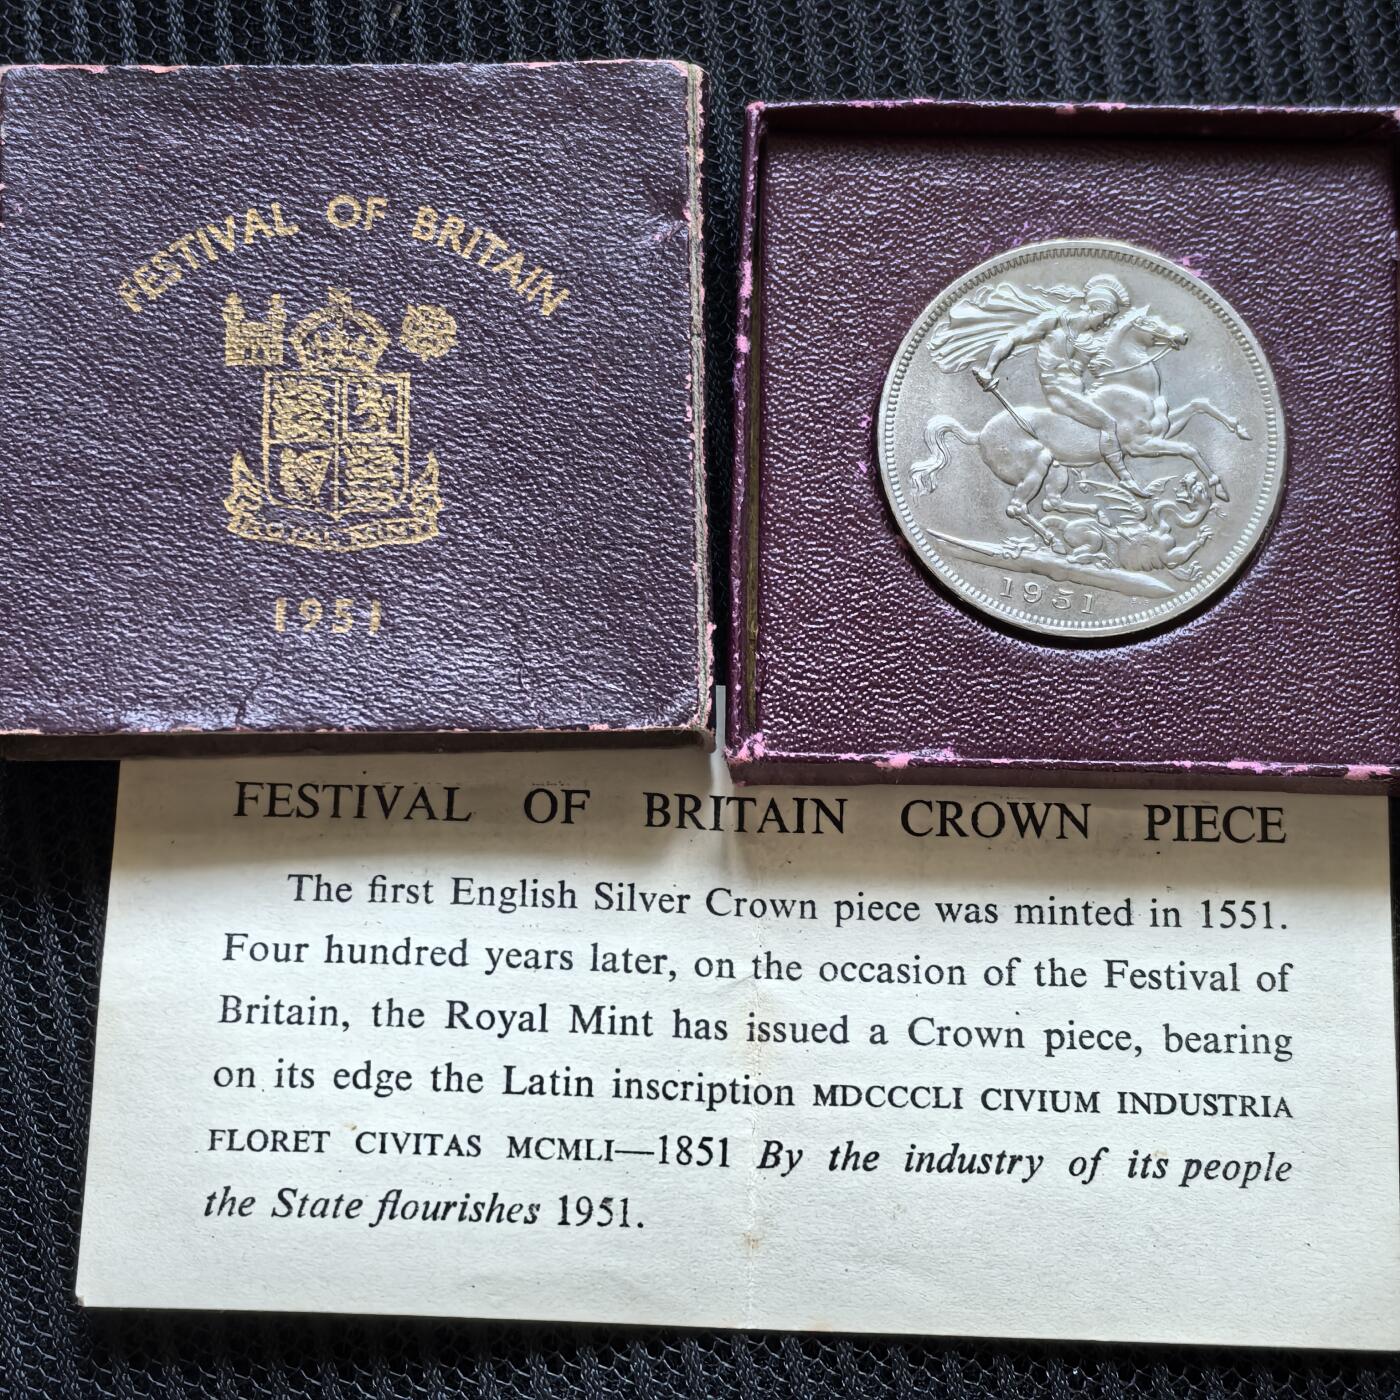 FESTIVAL OF BRITAIN
ROYAL MINT
1951
1951
FESTIVAL OF BRITAIN CROWN PIECE
The first English Silver Crown piece was minted in 1551.
Four hundred years later, on the occasion of the Festival of
Britain, the Royal Mint has issued a Crown piece, bearing
on its edge the Latin inscription MDCCCLI CIVIUM INDUSTRIA
FLORET CIVITAS MCMLI—1851 By the industry of its people
the State flourishes 1951.